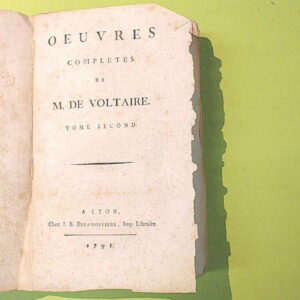 OEUVRES
COMPLETES
DE
M. DE VOLTAIRE.
TOME SECOND.
A LYON,
Chez J. B. DELAMOLLIERE, Imp. Libraire.
1791.